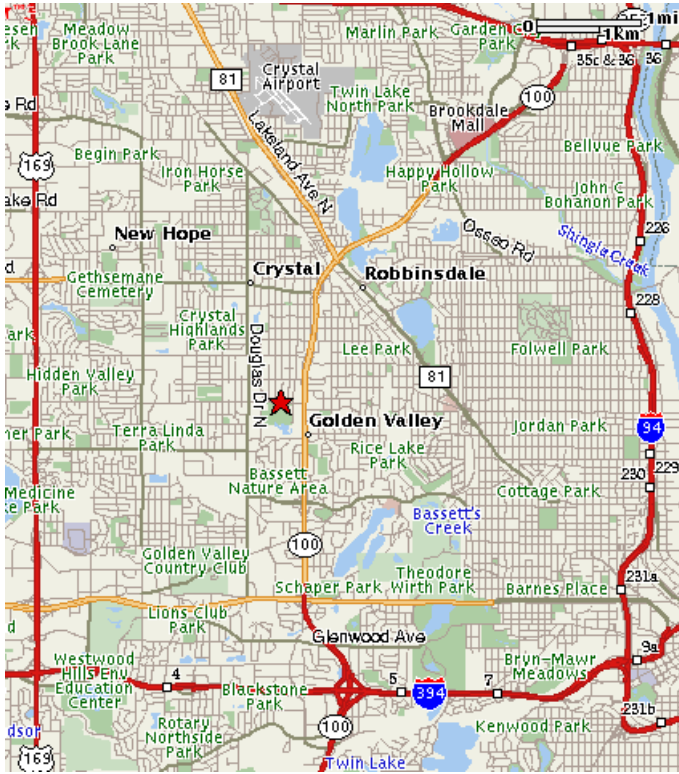 Meadow
Brook Lane
Park
Marlin Park
Garden City
Park
0
1mi
1km
81
Crystal
Airport
Twin Lake
North Park
100
Brookdale
Mall
35c & 36
36
Rd
169
Begin Park
Iron Horse
Park
Lakeland Ave N
Happy Hollow
Park
Bellvue Park
John C
Bohanon Park
ake Rd
New Hope
Osseo Rd
226
Shingle Creek
Gethsemane
Cemetery
Crystal
Robbinsdale
228
Crystal
Highlands
Park
Douglas Dr N
Lee Park
Folwell Park
Hidden Valley
Park
81
Golden Valley
Jordan Park
94
ner Park
Terra Linda
Park
Rice Lake
Park
229
230
Bassett
Nature Area
Cottage Park
Medicine
ke Park
Bassett's
Creek
100
Golden Valley
Country Club
Schaper Park
Theodore
Wirth Park
Barnes Place
231a
Lions Club
Park
Glenwood Ave
Westwood
Hills Env
Education
Center
4
Blackstone
Park
5
394
7
Bryn-Mawr
Meadows
9a
231b
Rotary
Northside
Park
100
Kenwood Park
dsor
169
Twin Lake